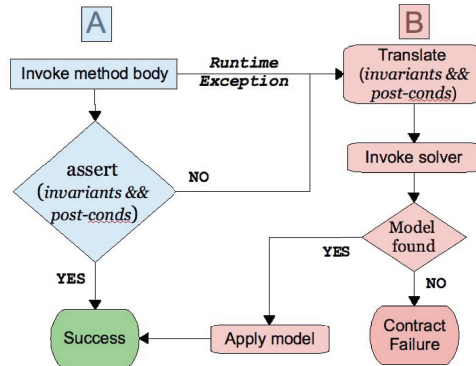 A
B
Invoke method body
Runtime
Exception
Translate
(invariants &&
post-conds)
assert
(invariants &&
post-conds)
NO
Invoke solver
Model
found
YES
YES
NO
Success
Apply model
Contract
Failure